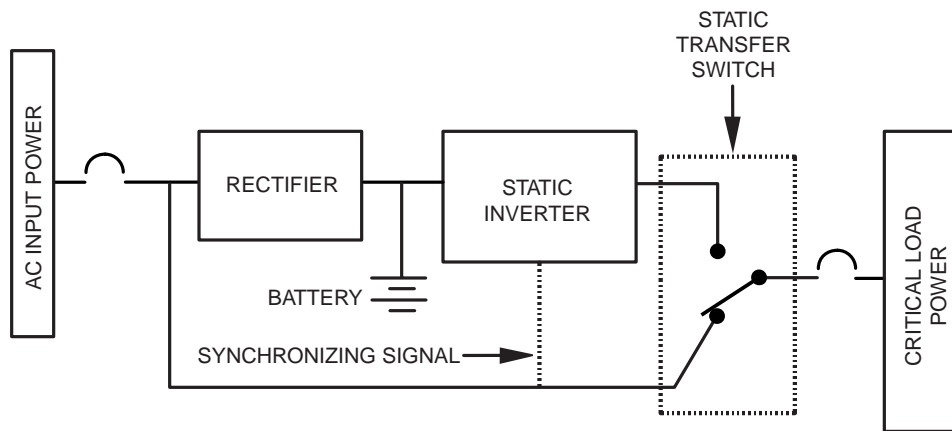 STATIC
TRANSFER
SWITCH
AC INPUT POWER
RECTIFIER
STATIC
INVERTER
BATTERY
SYNCHRONIZING SIGNAL
CRITICAL LOAD
POWER